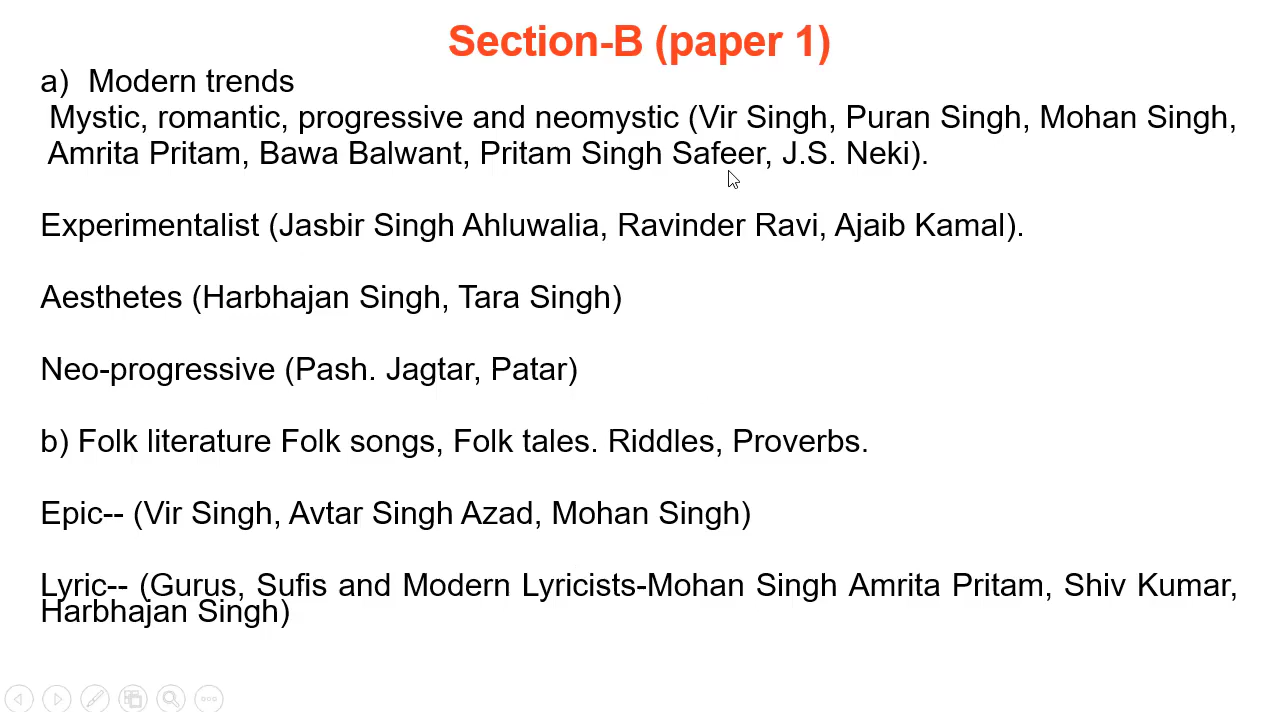 Section-B (paper 1)
a) Modern trends
Mystic, romantic, progressive and neomystic (Vir Singh, Puran Singh, Mohan Singh,
Amrita Pritam, Bawa Balwant, Pritam Singh Safeer, J.S. Neki).
Experimentalist (Jasbir Singh Ahluwalia, Ravinder Ravi, Ajaib Kamal).
Aesthetes (Harbhajan Singh, Tara Singh)
Neo-progressive (Pash. Jagtar, Patar)
b) Folk literature Folk songs, Folk tales. Riddles, Proverbs.
Epic-- (Vir Singh, Avtar Singh Azad, Mohan Singh)
Lyric-- (Gurus, Sufis and Modern Lyricists-Mohan Singh Amrita Pritam, Shiv Kumar,
Harbhajan Singh)